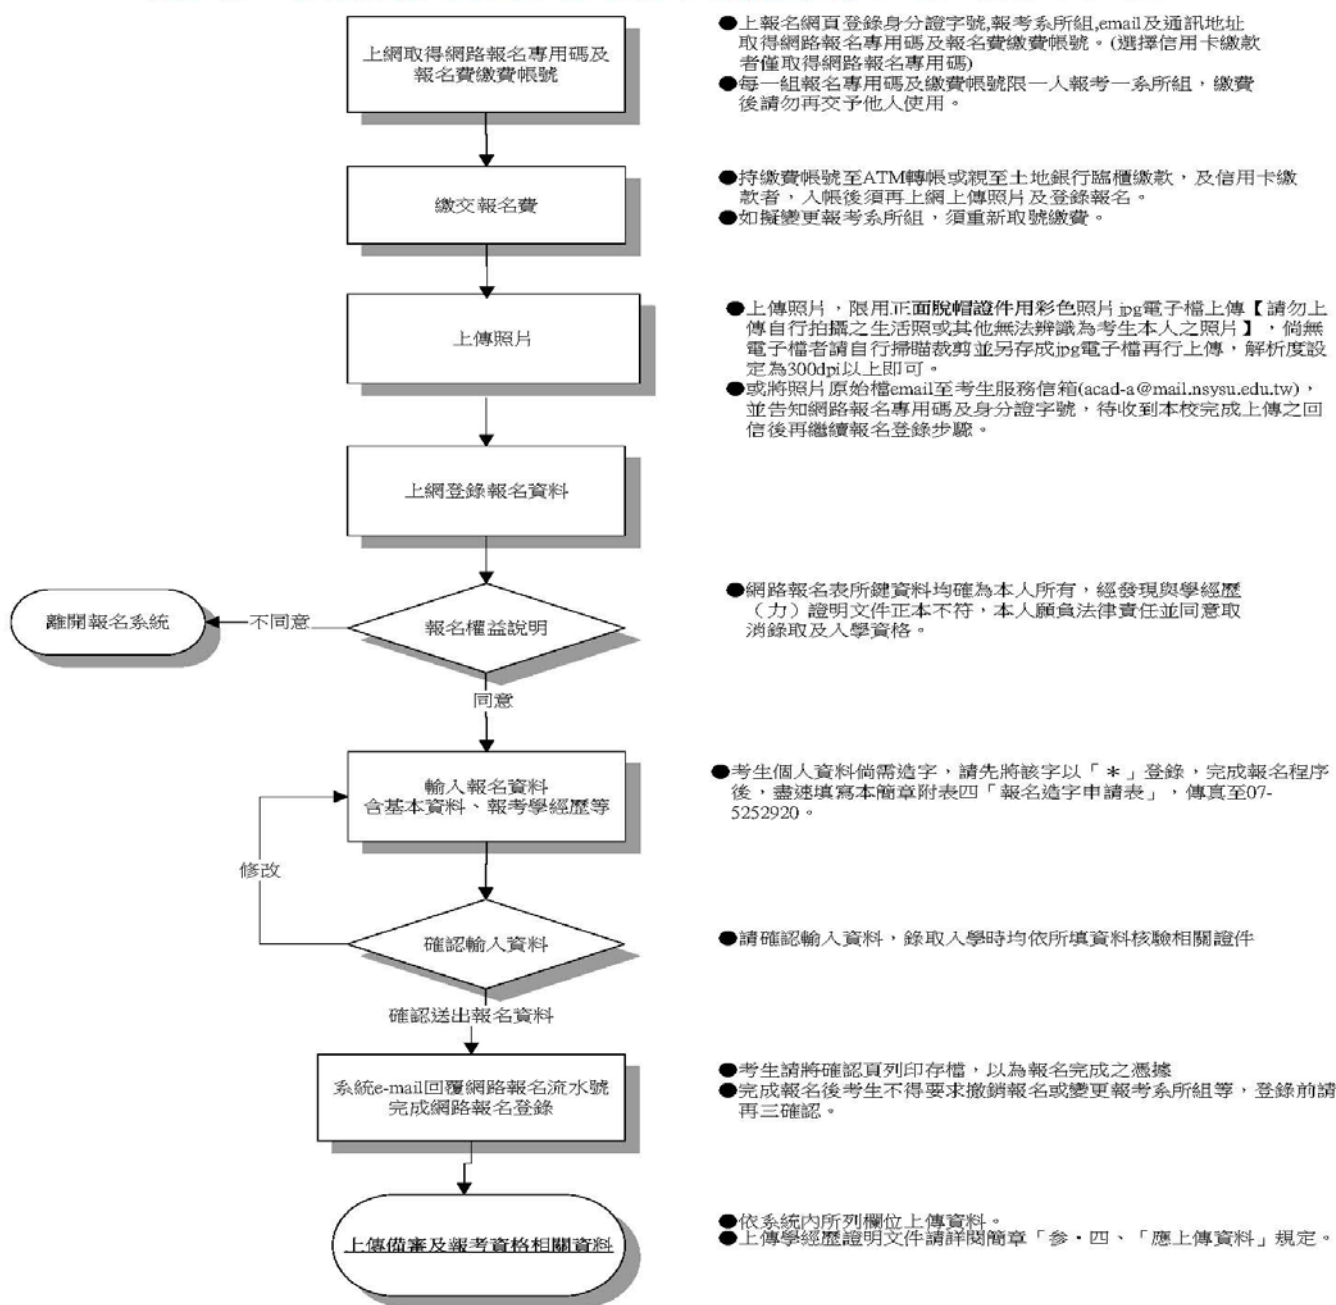 上網取得網路報名專用碼及
報名費繳費帳號
●上報名網頁登錄身分證字號,報考系所組,email及通訊地址
取得網路報名專用碼及報名費繳費帳號。(選擇信用卡繳款
者僅取得網路報名專用碼)
●每一組報名專用碼及繳費帳號限一人報考一系所組，繳費
後請勿再交予他人使用。
繳交報名費
●持繳費帳號至ATM轉帳或親至土地銀行臨櫃繳款，及信用卡繳
款者，入帳後須再上網上傳照片及登錄報名。
●如擬變更報考系所組，須重新取號繳費。
上傳照片
●上傳照片，限用正面脫帽證件用彩色照片jpg電子檔上傳【請勿上
傳自行拍攝之生活照或其他無法辨識為考生本人之照片】，倘無
電子檔者請自行掃瞄裁剪並另存成jpg電子檔再行上傳，解析度設
定為300dpi以上即可。
●或將照片原始檔email至考生服務信箱(acad-a@mail.nsysu.edu.tw)，
並告知網路報名專用碼及身分證字號，待收到本校完成上傳之回
信後再繼續報名登錄步驟。
上網登錄報名資料
離開報名系統
不同意
報名權益說明
●網路報名表所鍵資料均確為本人所有，經發現與學經歷
（力）證明文件正本不符，本人願負法律責任並同意取
消錄取及入學資格。
同意
輸入報名資料
含基本資料、報考學經歷等
●考生個人資料倘需造字，請先將該字以「＊」登錄，完成報名程序
後，盡速填寫本簡章附表四「報名造字申請表」，傳真至07-
5252920。
修改
確認輸入資料
●請確認輸入資料，錄取入學時均依所填資料核驗相關證件
確認送出報名資料
系統e-mail回覆網路報名流水號
完成網路報名登錄
●考生請將確認頁列印存檔，以為報名完成之憑據
●完成報名後考生不得要求撤銷報名或變更報考系所組等，登錄前請
再三確認。
上傳備審及報考資格相關資料
●依系統內所列欄位上傳資料。
●上傳學經歷證明文件請詳閱簡章「參・四、「應上傳資料」規定。